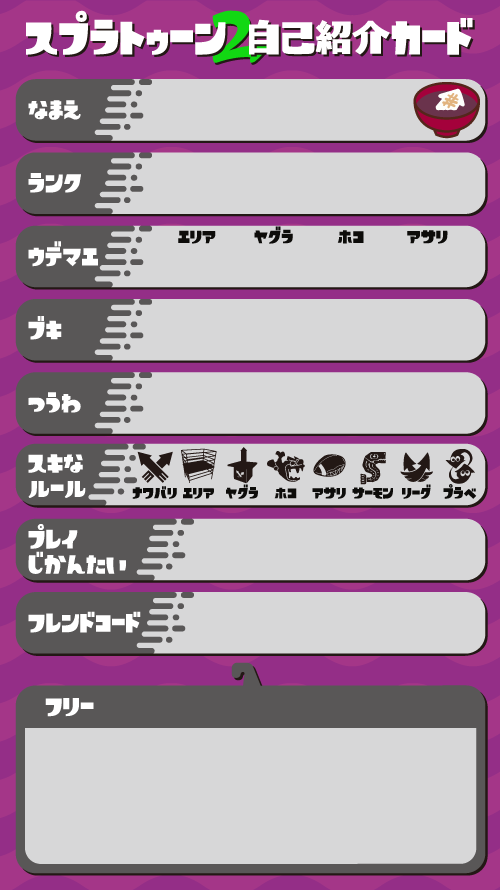 スプラトゥーン2自己紹介カード
なまえ
ランク
ウデマエ
エリア ヤグラ ホコ アサリ
ブキ
つうわ
スキな
ルール
ナワバリ エリア ヤグラ ホコ アサリ サーモン リーグ プラベ
プレイ
じかんたい
フレンドコード
フリー